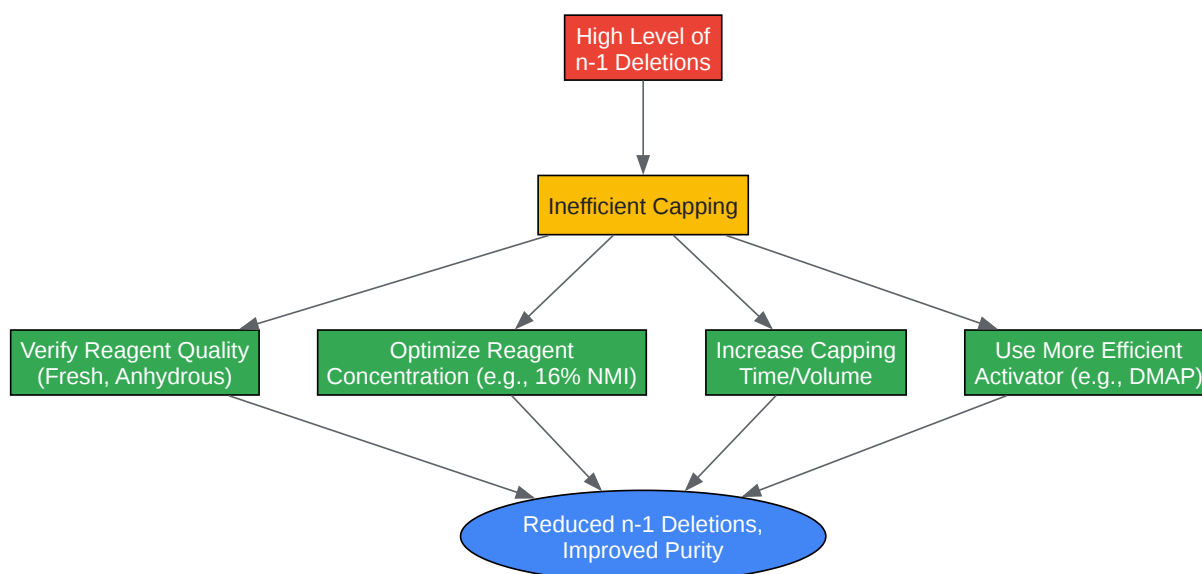 High Level of
n-1 Deletions
Inefficient Capping
Verify Reagent Quality
(Fresh, Anhydrous)
Optimize Reagent
Concentration (e.g., 16% NMI)
Increase Capping
Time/Volume
Use More Efficient
Activator (e.g., DMAP)
Reduced n-1 Deletions,
Improved Purity